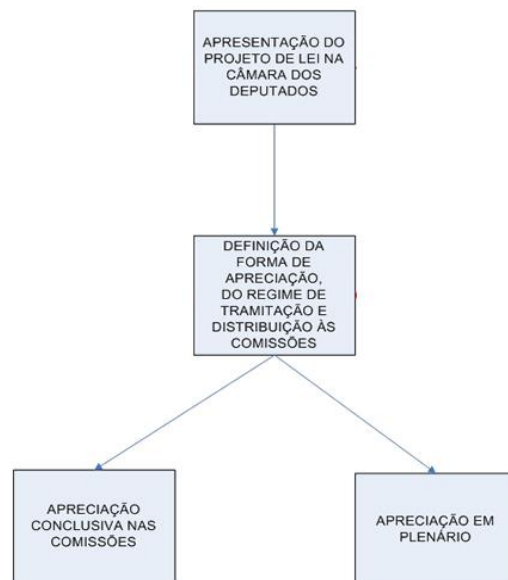 APRESENTAÇÃO DO
PROJETO DE LEI NA
CÂMARA DOS
DEPUTADOS
DEFINIÇÃO DA
FORMA DE
APRECIAÇÃO,
DO REGIME DE
TRAMITAÇÃO E
DISTRIBUIÇÃO ÀS
COMISSÕES
APRECIAÇÃO
CONCLUSIVA NAS
COMISSÕES
APRECIAÇÃO EM
PLENÁRIO